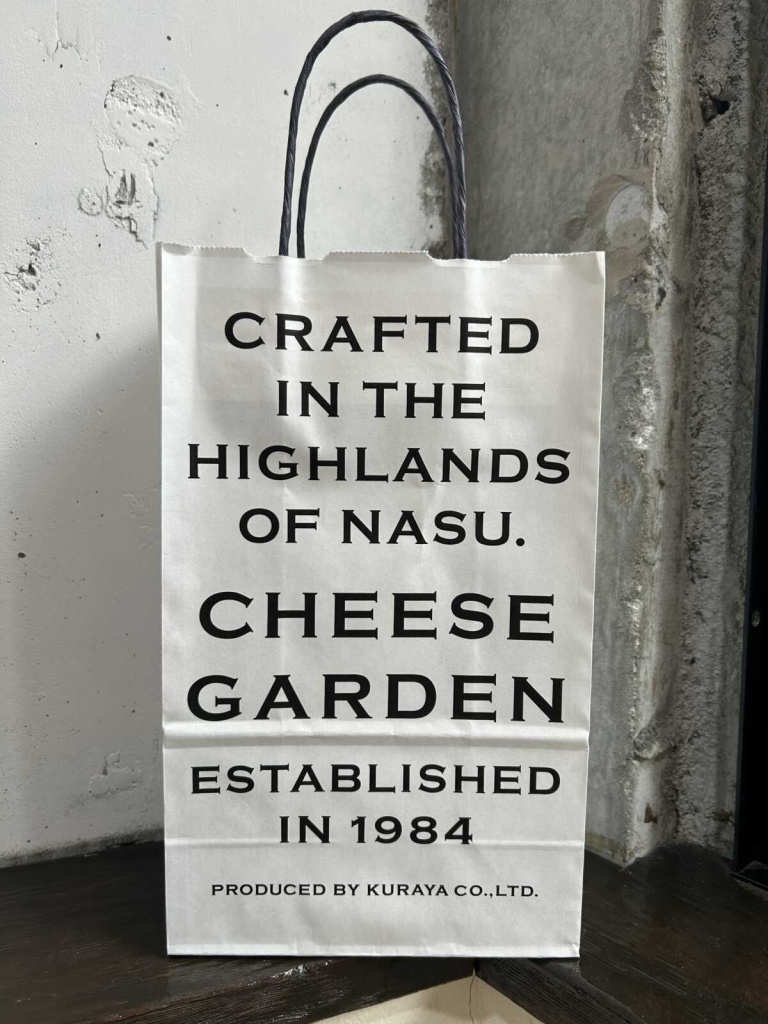 CRAFTED
IN THE
HIGHLANDS
OF NASU.
CHEESE
GARDEN
ESTABLISHED
IN 1984
PRODUCED BY KURAYA CO.,LTD.